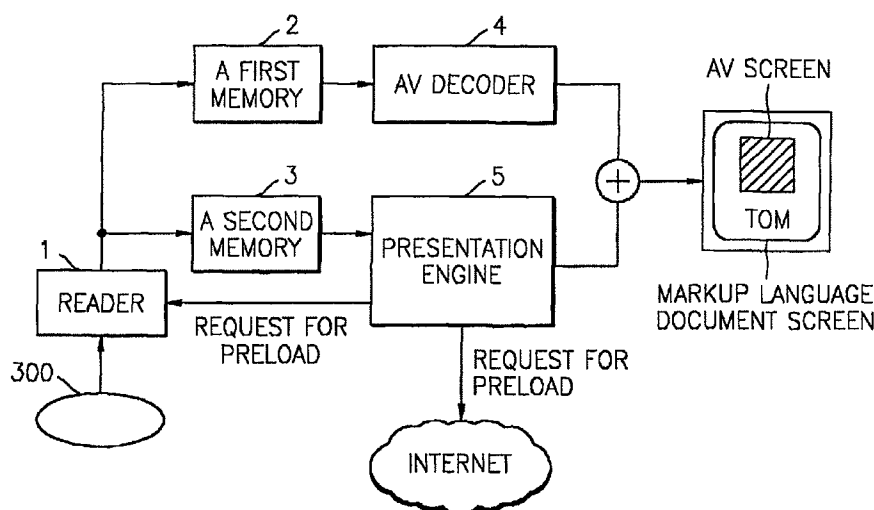 2
A FIRST
MEMORY
4
AV DECODER
AV SCREEN
3
A SECOND
MEMORY
5
PRESENTATION
ENGINE
TOM
1
READER
REQUEST FOR
PRELOAD
MARKUP LANGUAGE
DOCUMENT SCREEN
300
REQUEST FOR
PRELOAD
INTERNET